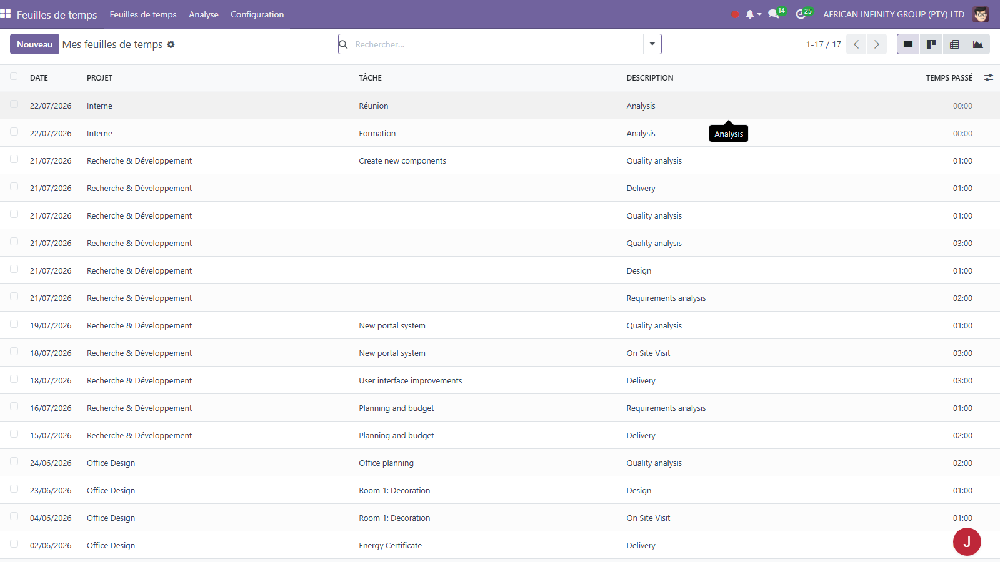 Feuilles de temps Feuilles de temps Analyse Configuration 14 25 AFRICAN INFINITY GROUP (PTY) LTD
Nouveau Mes feuilles de temps Rechercher... 1-17 / 17
DATE PROJET TÂCHE DESCRIPTION TEMPS PASSÉ
22/07/2026 Interne Réunion Analysis 00:00
22/07/2026 Interne Formation Analysis Analysis 00:00
21/07/2026 Recherche & Développement Create new components Quality analysis 01:00
21/07/2026 Recherche & Développement Delivery 01:00
21/07/2026 Recherche & Développement Quality analysis 01:00
21/07/2026 Recherche & Développement Quality analysis 03:00
21/07/2026 Recherche & Développement Design 01:00
21/07/2026 Recherche & Développement Requirements analysis 02:00
19/07/2026 Recherche & Développement New portal system Quality analysis 01:00
18/07/2026 Recherche & Développement New portal system On Site Visit 03:00
18/07/2026 Recherche & Développement User interface improvements Delivery 03:00
16/07/2026 Recherche & Développement Planning and budget Requirements analysis 01:00
15/07/2026 Recherche & Développement Planning and budget Delivery 02:00
24/06/2026 Office Design Office planning Quality analysis 02:00
23/06/2026 Office Design Room 1: Decoration Design 01:00
04/06/2026 Office Design Room 1: Decoration On Site Visit 01:00
02/06/2026 Office Design Energy Certificate Delivery J